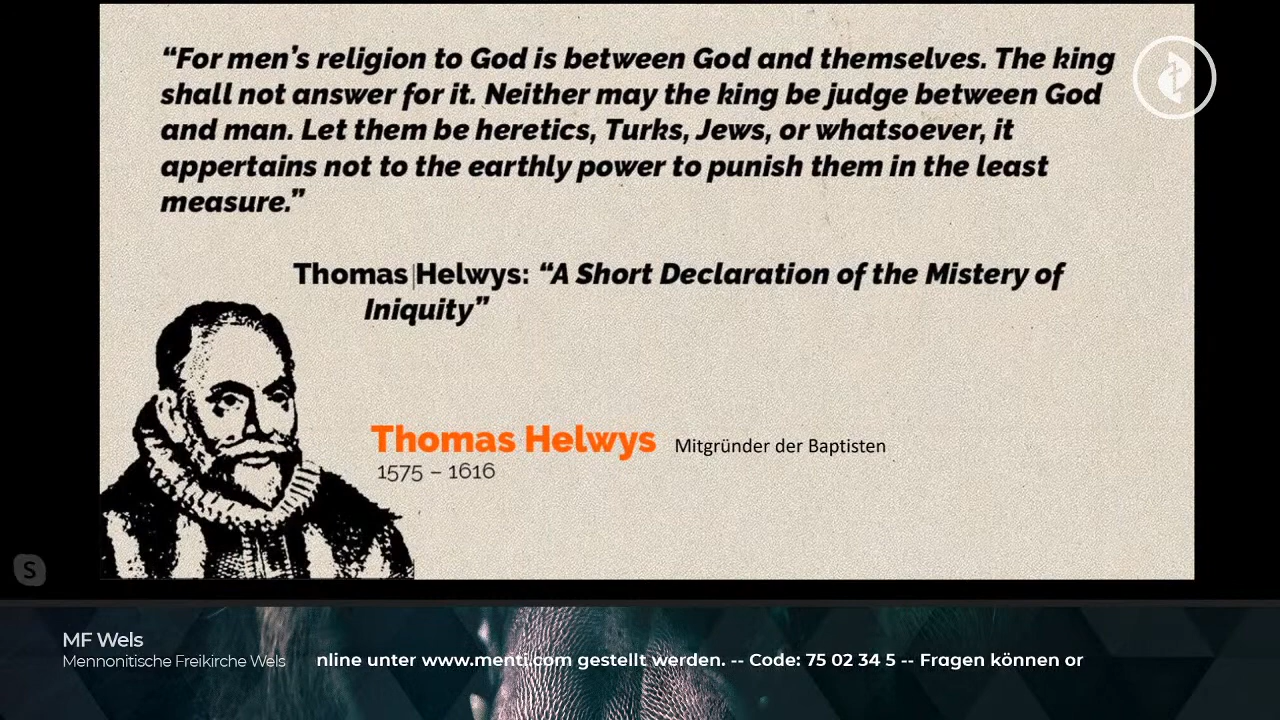 “For men’s religion to God is between God and themselves. The king
shall not answer for it. Neither may the king be judge between God
and man. Let them be heretics, Turks, Jews, or whatsoever, it
appertains not to the earthly power to punish them in the least
measure.”
Thomas Helwys: “A Short Declaration of the Mistery of
Iniquity”
Thomas Helwys Mitgründer der Baptisten
1575 – 1616
S
MF Wels
Mennonitische Freikirche Wels
nline unter www.menti.com gestellt werden. -- Code: 75 02 34 5 -- Fragen können or